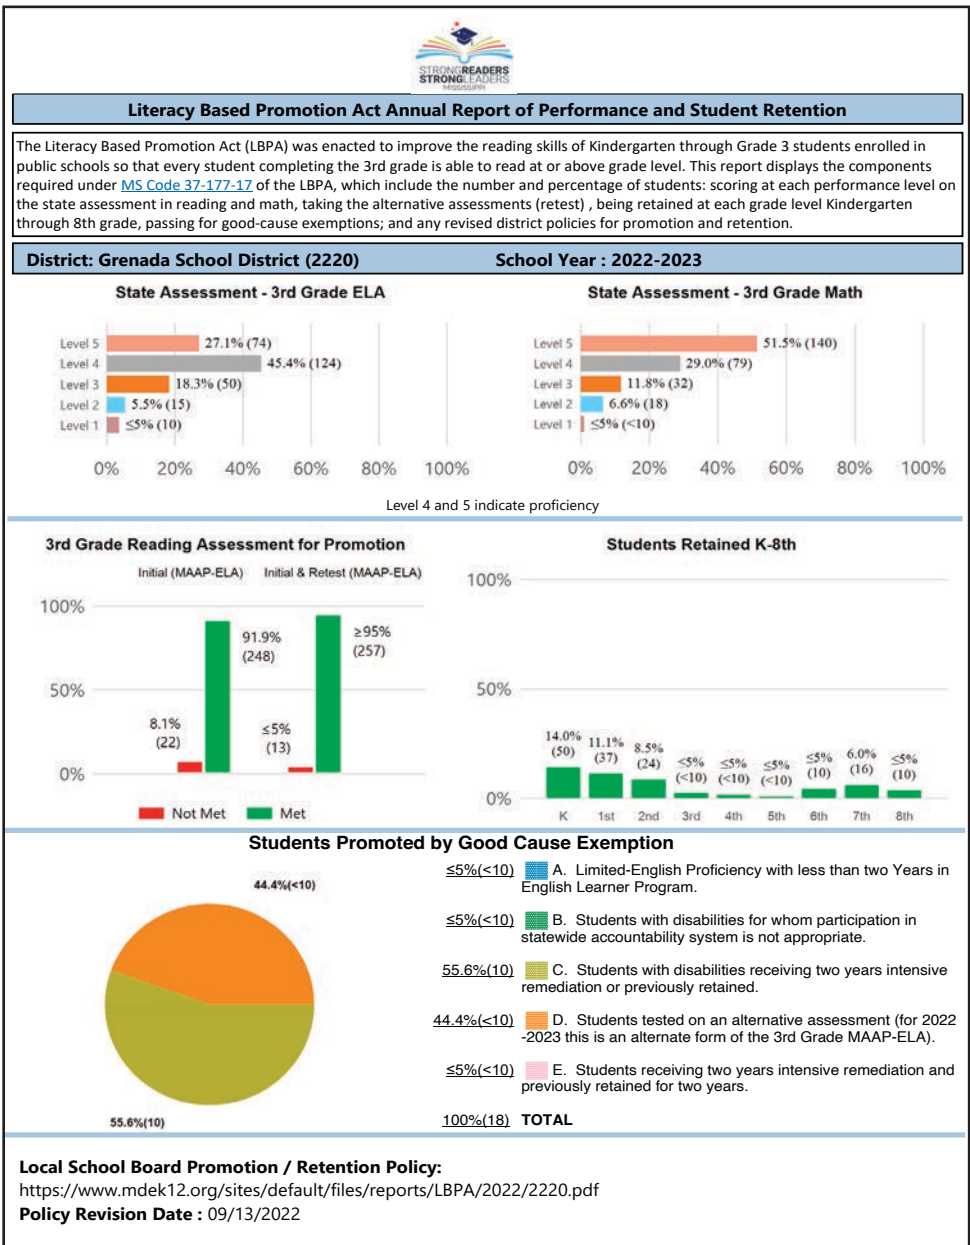 STRONGREADERS
STRONGLEADERS
MISSISSIPPI
Literacy Based Promotion Act Annual Report of Performance and Student Retention
The Literacy Based Promotion Act (LBPA) was enacted to improve the reading skills of Kindergarten through Grade 3 students enrolled in
public schools so that every student completing the 3rd grade is able to read at or above grade level. This report displays the components
required under MS Code 37-177-17 of the LBPA, which include the number and percentage of students: scoring at each performance level on
the state assessment in reading and math, taking the alternative assessments (retest) , being retained at each grade level Kindergarten
through 8th grade, passing for good-cause exemptions; and any revised district policies for promotion and retention.
District: Grenada School District (2220) School Year : 2022-2023
State Assessment - 3rd Grade ELA
Level 5 27.1% (74)
Level 4 45.4% (124)
Level 3 18.3% (50)
Level 2 5.5% (15)
Level 1 ≤5% (10)
0% 20% 40% 60% 80% 100%
State Assessment - 3rd Grade Math
Level 5 51.5% (140)
Level 4 29.0% (79)
Level 3 11.8% (32)
Level 2 6.6% (18)
Level 1 ≤5% (<10)
0% 20% 40% 60% 80% 100%
Level 4 and 5 indicate proficiency
3rd Grade Reading Assessment for Promotion
Initial (MAAP-ELA) Initial & Retest (MAAP-ELA)
100%
50%
0%
8.1%
(22)
91.9%
(248)
≤5%
(13)
≥95%
(257)
Not Met Met
Students Retained K-8th
100%
50%
0%
14.0%
(50)
11.1%
(37)
8.5%
(24)
≤5%
(<10)
≤5%
(<10)
≤5%
(<10)
≤5%
(10)
6.0%
(16)
≤5%
(10)
K 1st 2nd 3rd 4th 5th 6th 7th 8th
Students Promoted by Good Cause Exemption
44.4%(<10)
55.6%(10)
≤5%(<10) A. Limited-English Proficiency with less than two Years in
English Learner Program.
≤5%(<10) B. Students with disabilities for whom participation in
statewide accountability system is not appropriate.
55.6%(10) C. Students with disabilities receiving two years intensive
remediation or previously retained.
44.4%(<10) D. Students tested on an alternative assessment (for 2022
-2023 this is an alternate form of the 3rd Grade MAAP-ELA).
≤5%(<10) E. Students receiving two years intensive remediation and
previously retained for two years.
100%(18) TOTAL
Local School Board Promotion / Retention Policy:
https://www.mdek12.org/sites/default/files/reports/LBPA/2022/2220.pdf
Policy Revision Date : 09/13/2022